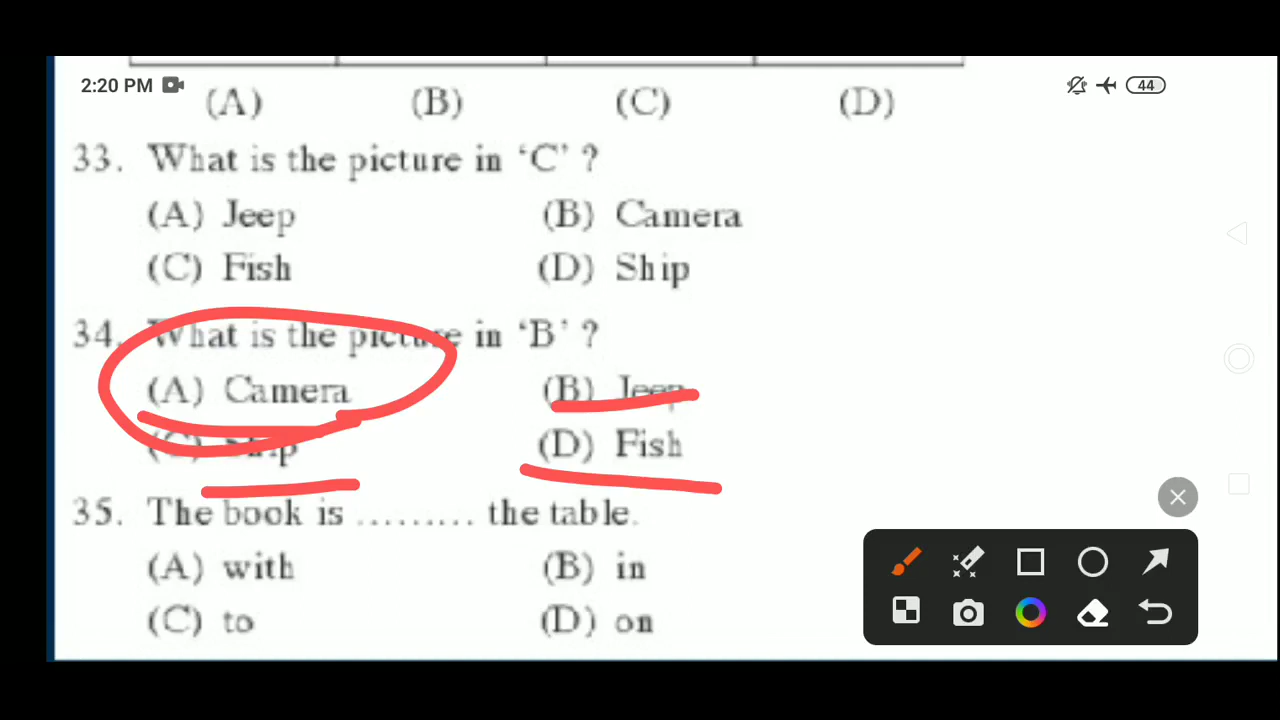 2:20 PM 44
(A) (B) (C) (D)
33. What is the picture in ‘C’ ?
(A) Jeep (B) Camera
(C) Fish (D) Ship
34. What is the picture in ‘B’ ?
(A) Camera (B) Jeep
(C) Ship (D) Fish
35. The book is ......... the table.
(A) with (B) in
(C) to (D) on